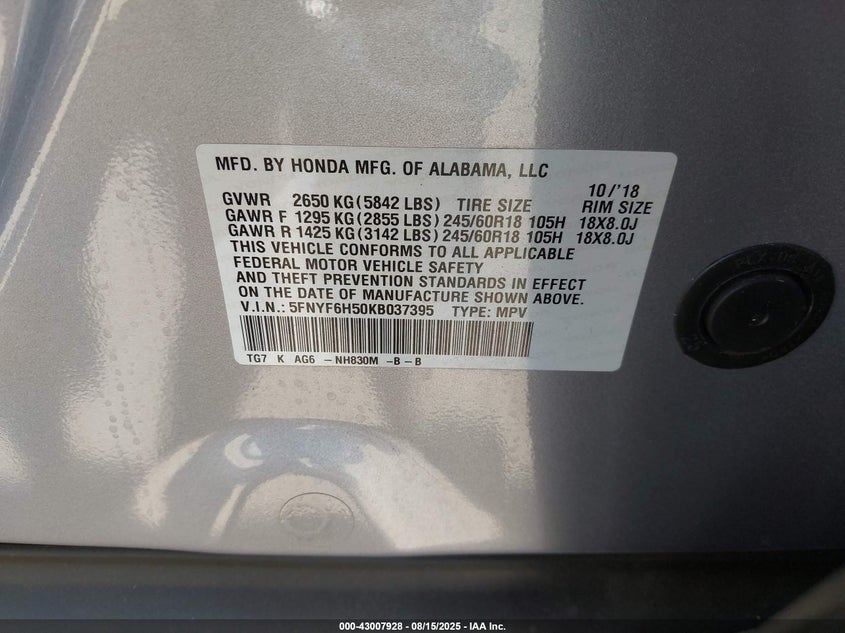 MFD. BY HONDA MFG. OF ALABAMA, LLC
10/'18
GVWR 2650 KG(5842 LBS) TIRE SIZE RIM SIZE
GAWR F 1295 KG(2855 LBS) 245/60R18 105H 18X8.0J
GAWR R 1425 KG(3142 LBS) 245/60R18 105H 18X8.0J
THIS VEHICLE CONFORMS TO ALL APPLICABLE
FEDERAL MOTOR VEHICLE SAFETY
AND THEFT PREVENTION STANDARDS IN EFFECT
ON THE DATE OF MANUFACTURE SHOWN ABOVE.
V.I.N.: 5FNYF6H50KB037395 TYPE: MPV
TG7 K AG6 -NH830M -B-B
000-43007928 - 08/15/2025 - IAA Inc.